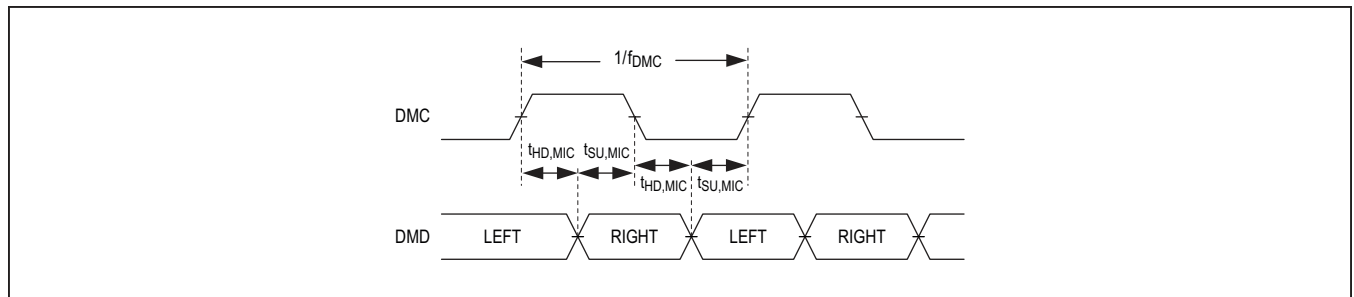 1/fDMC
DMC
tHD,MIC tSU,MIC
tHD,MIC tSU,MIC
DMD LEFT RIGHT LEFT RIGHT